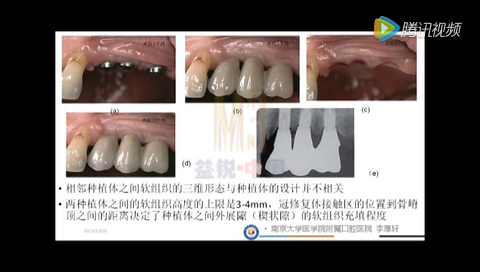 腾讯视频
(a)
(b)
(c)
(d)
(e)
益锐·中国
• 相邻种植体之间软组织的三维形态与种植体的设计并不相关
• 两种植体之间的软组织高度的上限是3-4mm，冠修复体接触区的位置到骨嵴
顶之间的距离决定了种植体之间外展隙（楔状隙）的软组织充填程度
南京大学医学院附属口腔医院 李厚轩